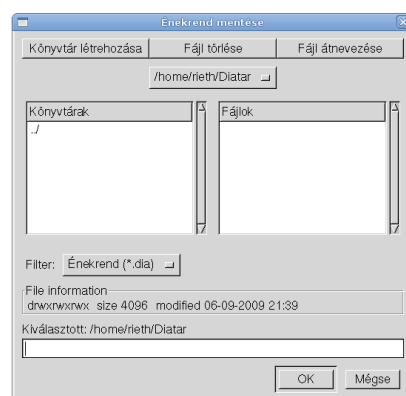 Énekrend mentése
Könyvtár létrehozása Fájl törlése Fájl átnevezése
/home/rieth/Diatar
Könyvtárak Fájlok
../
Filter: Énekrend (*.dia)
File information
drwxrwxrwx size 4096 modified 06-09-2009 21:39
Kiválasztott: /home/rieth/Diatar
OK Mégse